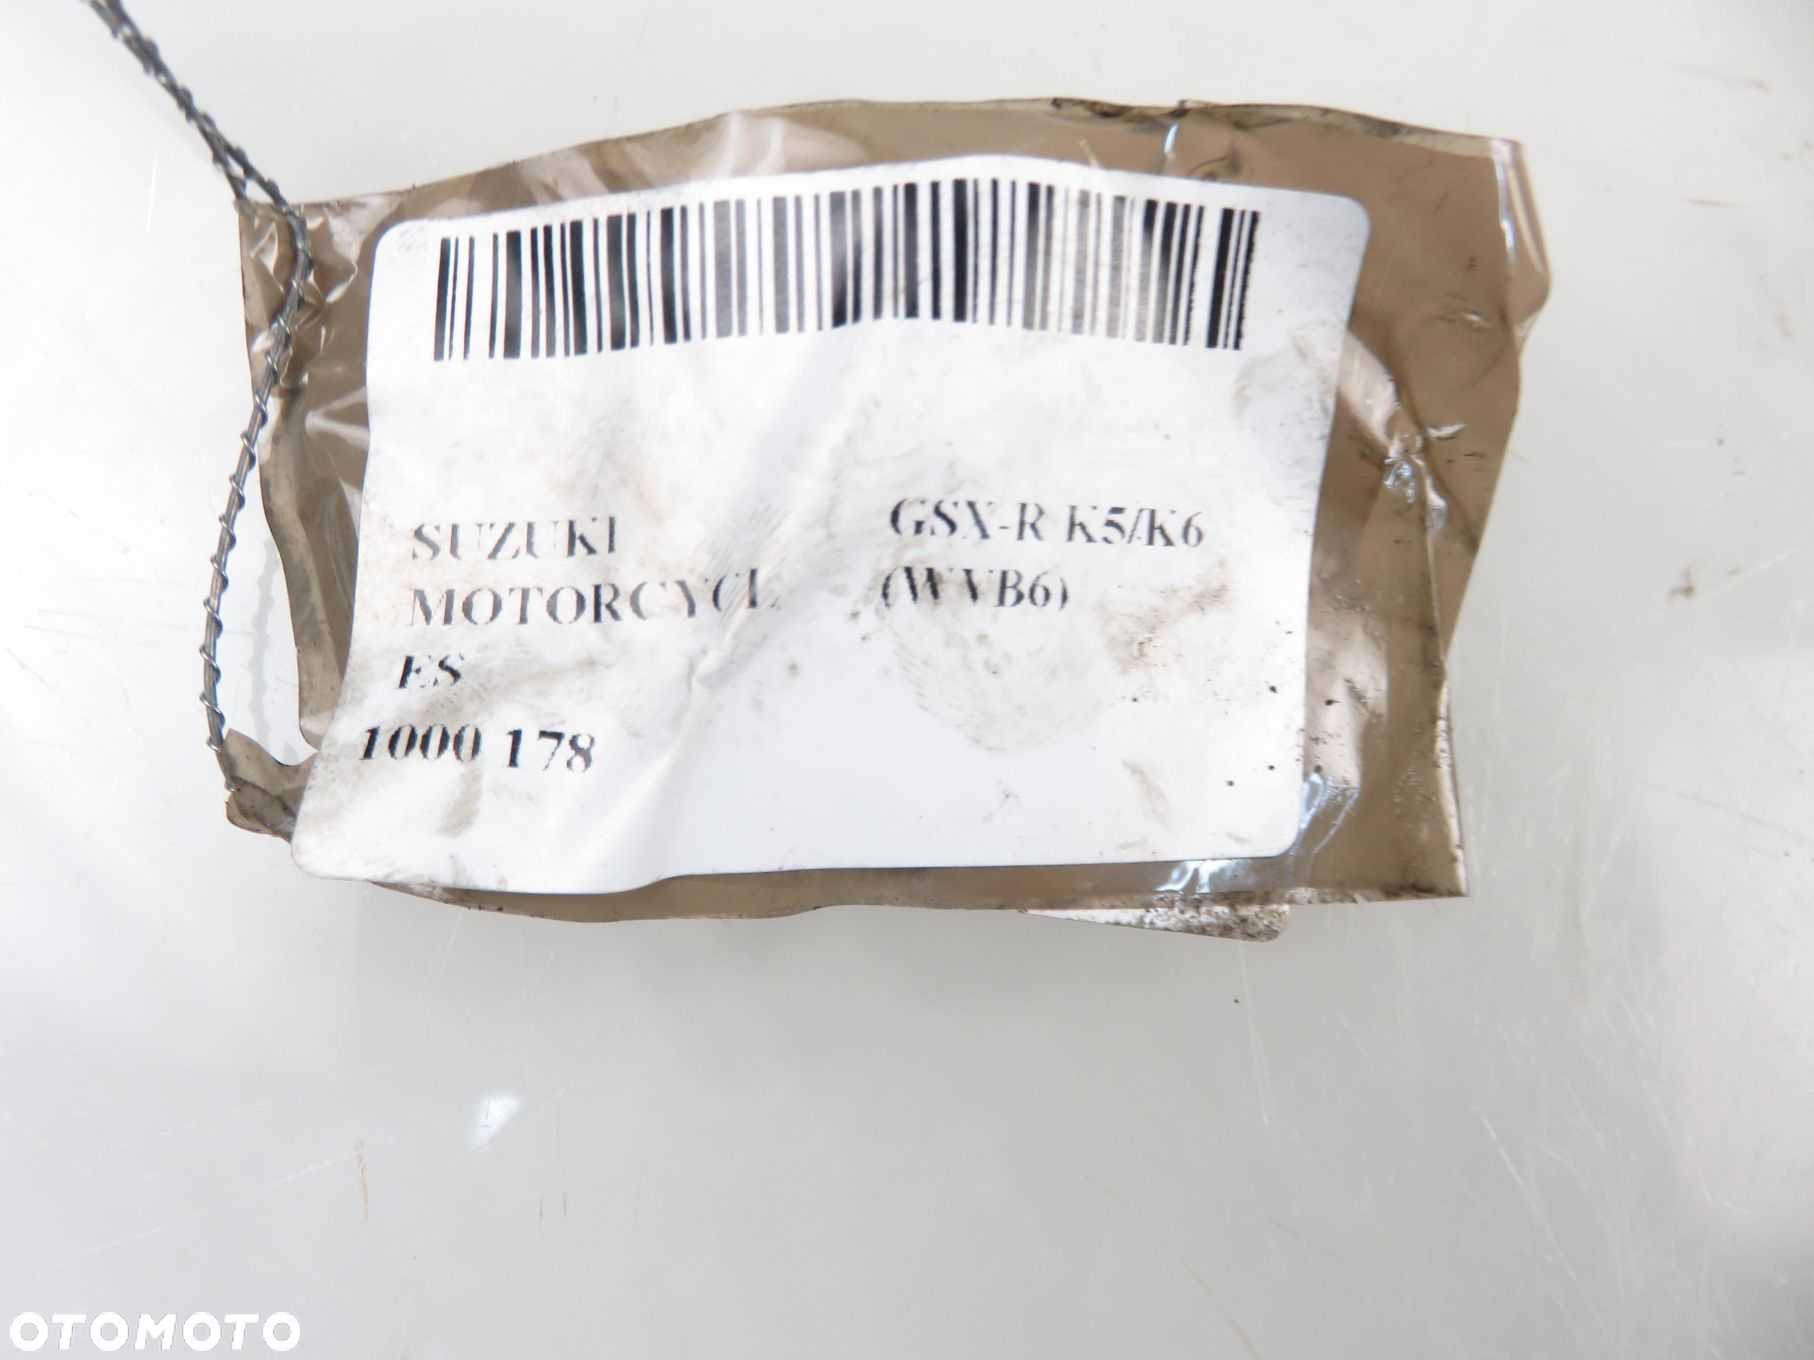 SUZUKI
MOTORCYCL
ES
GSX-R K5/K6
(WVB6)
1000 178
OTOMOTO